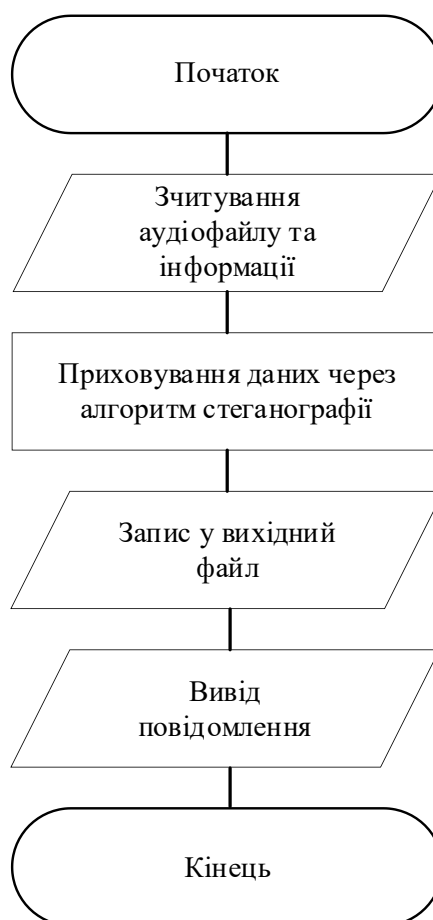 Початок
Зчитування
аудіофайлу та
інформації
Приховування даних через
алгоритм стеганографії
Запис у вихідний
файл
Вивід
повідомлення
Кінець